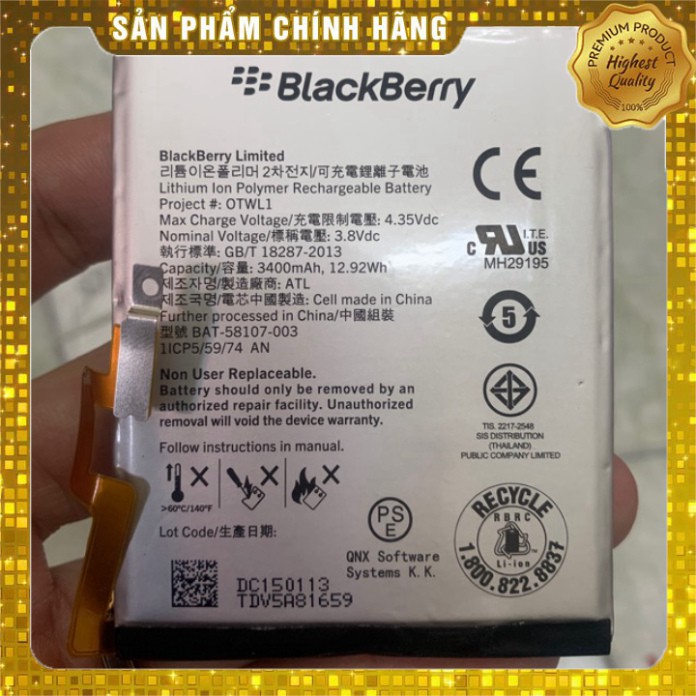 SẢN PHẨM CHÍNH HÃNG
PREMIUM PRODUCT
Highest
Quality
100%
BlackBerry
BlackBerry Limited
리튬이온폴리머 2차전지/可充電鋰離子電池
Lithium Ion Polymer Rechargeable Battery
Project #: OTWL1
Max Charge Voltage/充電限制電壓: 4.35Vdc
Nominal Voltage/標稱電壓: 3.8Vdc
執行標準: GB/T 18287-2013
Capacity/容量: 3400mAh, 12.92Wh
제조자명/製造廠商: ATL
제조국명/電芯中國製造: Cell made in China
Further processed in China/中國組裝
型號 BAT-58107-003
1ICP5/59/74 AN
CE
I.T.E.
c RU US
MH29195
5
Non User Replaceable.
Battery should only be removed by an
authorized repair facility. Unauthorized
removal will void the device warranty.
TIS. 2217-2548
SIS DISTRIBUTION
(THAILAND)
PUBLIC COMPANY LIMITED
Follow instructions in manual.
>60°C/140°F
Lot Code/生產日期:
PS
E
QNX Software
Systems K.K.
RECYCLE
RBRC
Li-ion
1.800.822.8837
DC150113
TDV5A81659